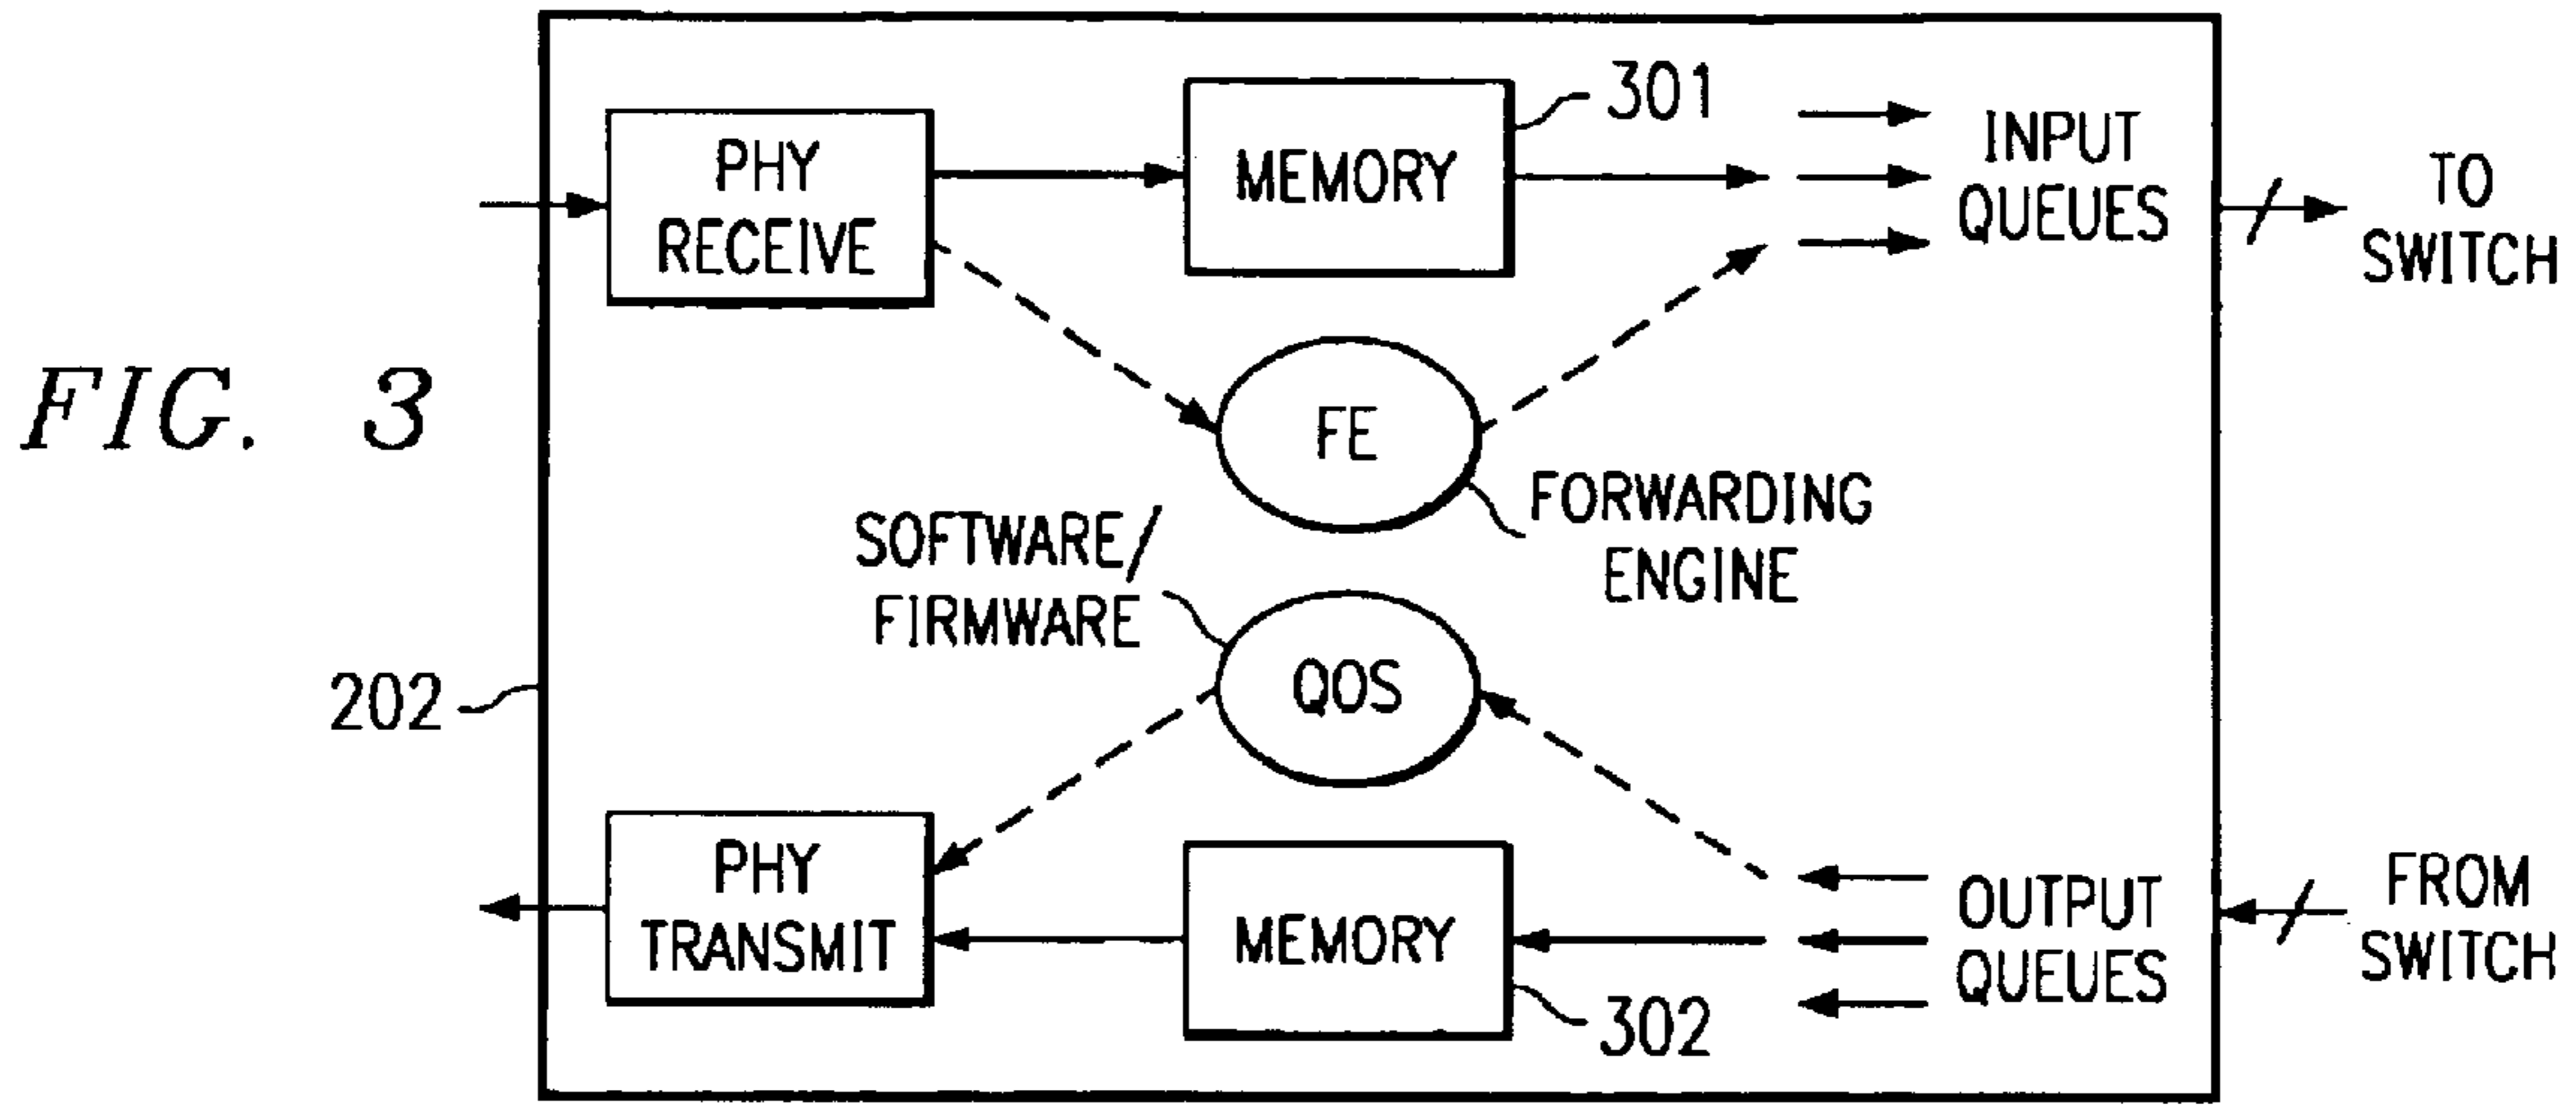 FIG. 3
PHY
RECEIVE
MEMORY
301
INPUT
QUEUES
TO
SWITCH
FE
FORWARDING
ENGINE
SOFTWARE/
FIRMWARE
QOS
202
PHY
TRANSMIT
MEMORY
302
OUTPUT
QUEUES
FROM
SWITCH